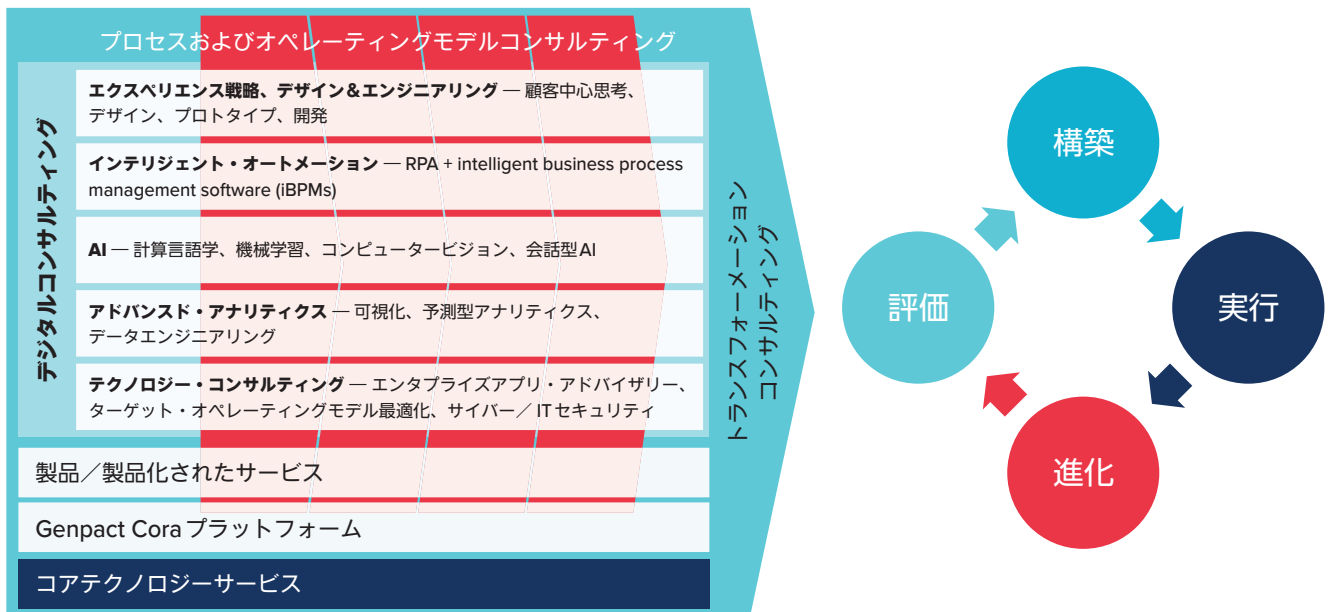 プロセスおよびオペレーティングモデルコンサルティング
デジタルコンサルティング
エクスペリエンス戦略、デザイン＆エンジニアリング — 顧客中心思考、
デザイン、プロトタイプ、開発
インテリジェント・オートメーション — RPA + intelligent business process
management software (iBPMs)
AI — 計算言語学、機械学習、コンピュータービジョン、会話型AI
アドバンスド・アナリティクス — 可視化、予測型アナリティクス、
データエンジニアリング
テクノロジー・コンサルティング — エンタプライズアプリ・アドバイザリー、
ターゲット・オペレーティングモデル最適化、サイバー／ITセキュリティ
製品／製品化されたサービス
Genpact Cora プラットフォーム
コアテクノロジーサービス
トランスフォーメーション
コンサルティング
構築
実行
進化
評価